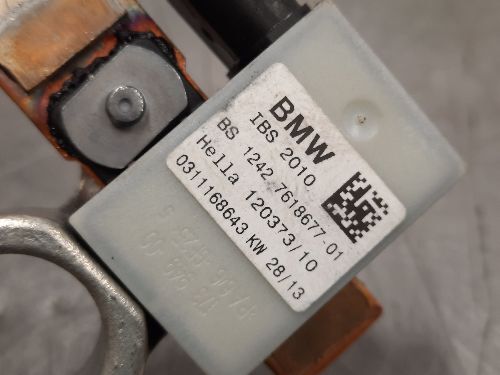 BMW
IBS 2010
BS 1242 7618677-01
Hella 120373/10
0311168643 KW 28/13